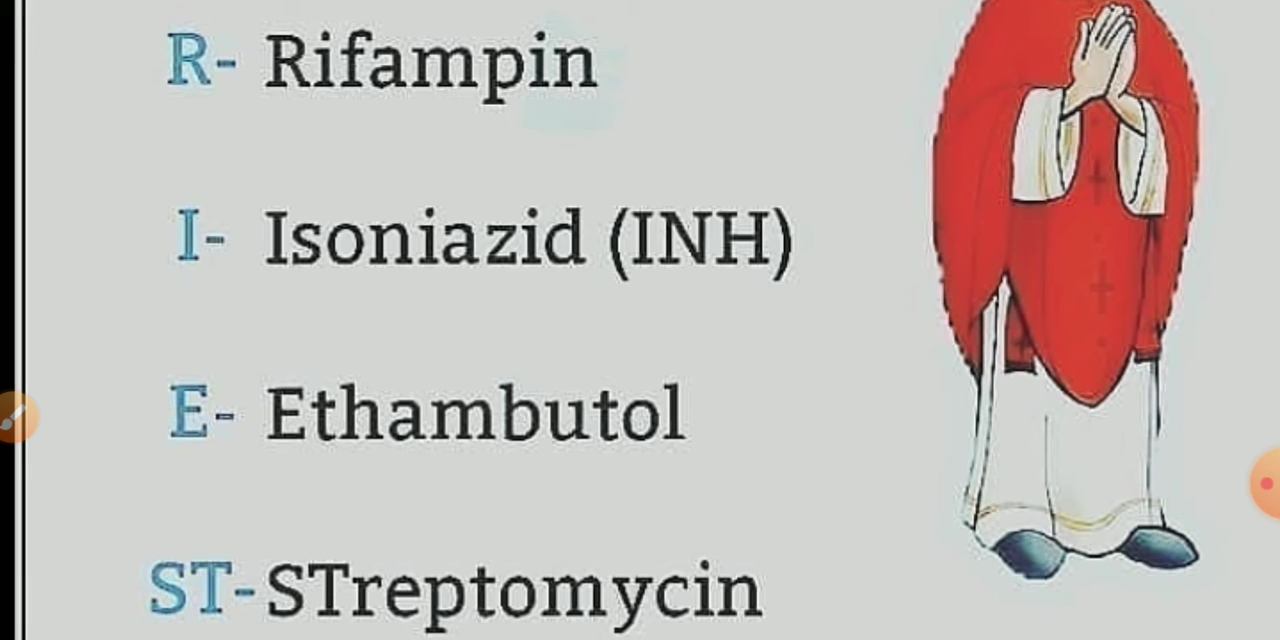 R- Rifampin
I- Isoniazid (INH)
E- Ethambutol
ST- STreptomycin